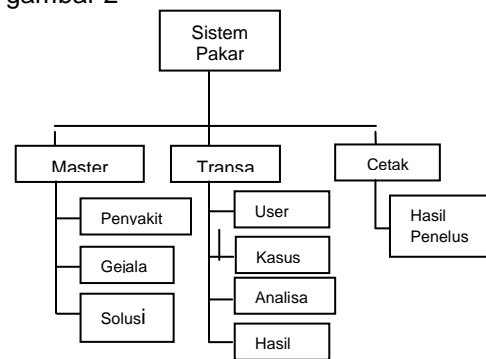 gambar 2
Sistem
Pakar
Master
Transa
Cetak
Penyakit
Gejala
Solusi
User
Kasus
Analisa
Hasil
Hasil
Penelus